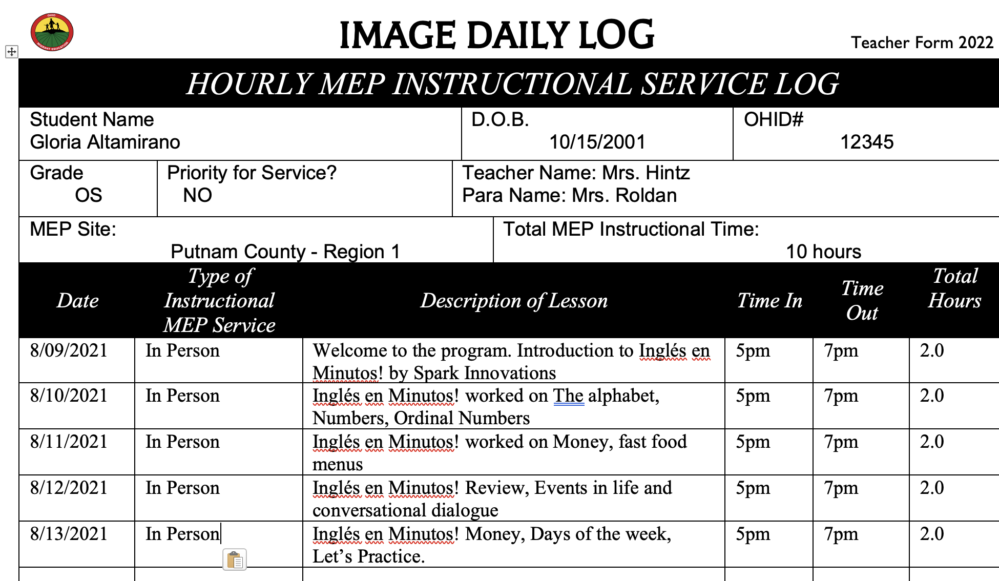 OHIO
MIGRANT EDUCATION
IMAGE DAILY LOG
Teacher Form 2022
HOURLY MEP INSTRUCTIONAL SERVICE LOG
Student Name
Gloria Altamirano
D.O.B.
10/15/2001
OHID#
12345
Grade
OS
Priority for Service?
NO
Teacher Name: Mrs. Hintz
Para Name: Mrs. Roldan
MEP Site:
Putnam County - Region 1
Total MEP Instructional Time:
10 hours
Date
Type of
Instructional
MEP Service
Description of Lesson
Time In
Time
Out
Total
Hours
8/09/2021
In Person
Welcome to the program. Introduction to Inglés en
Minutos! by Spark Innovations
5pm
7pm
2.0
8/10/2021
In Person
Inglés en Minutos! worked on The alphabet,
Numbers, Ordinal Numbers
5pm
7pm
2.0
8/11/2021
In Person
Inglés en Minutos! worked on Money, fast food
menus
5pm
7pm
2.0
8/12/2021
In Person
Inglés en Minutos! Review, Events in life and
conversational dialogue
5pm
7pm
2.0
8/13/2021
In Person
Inglés en Minutos! Money, Days of the week,
Let’s Practice.
5pm
7pm
2.0